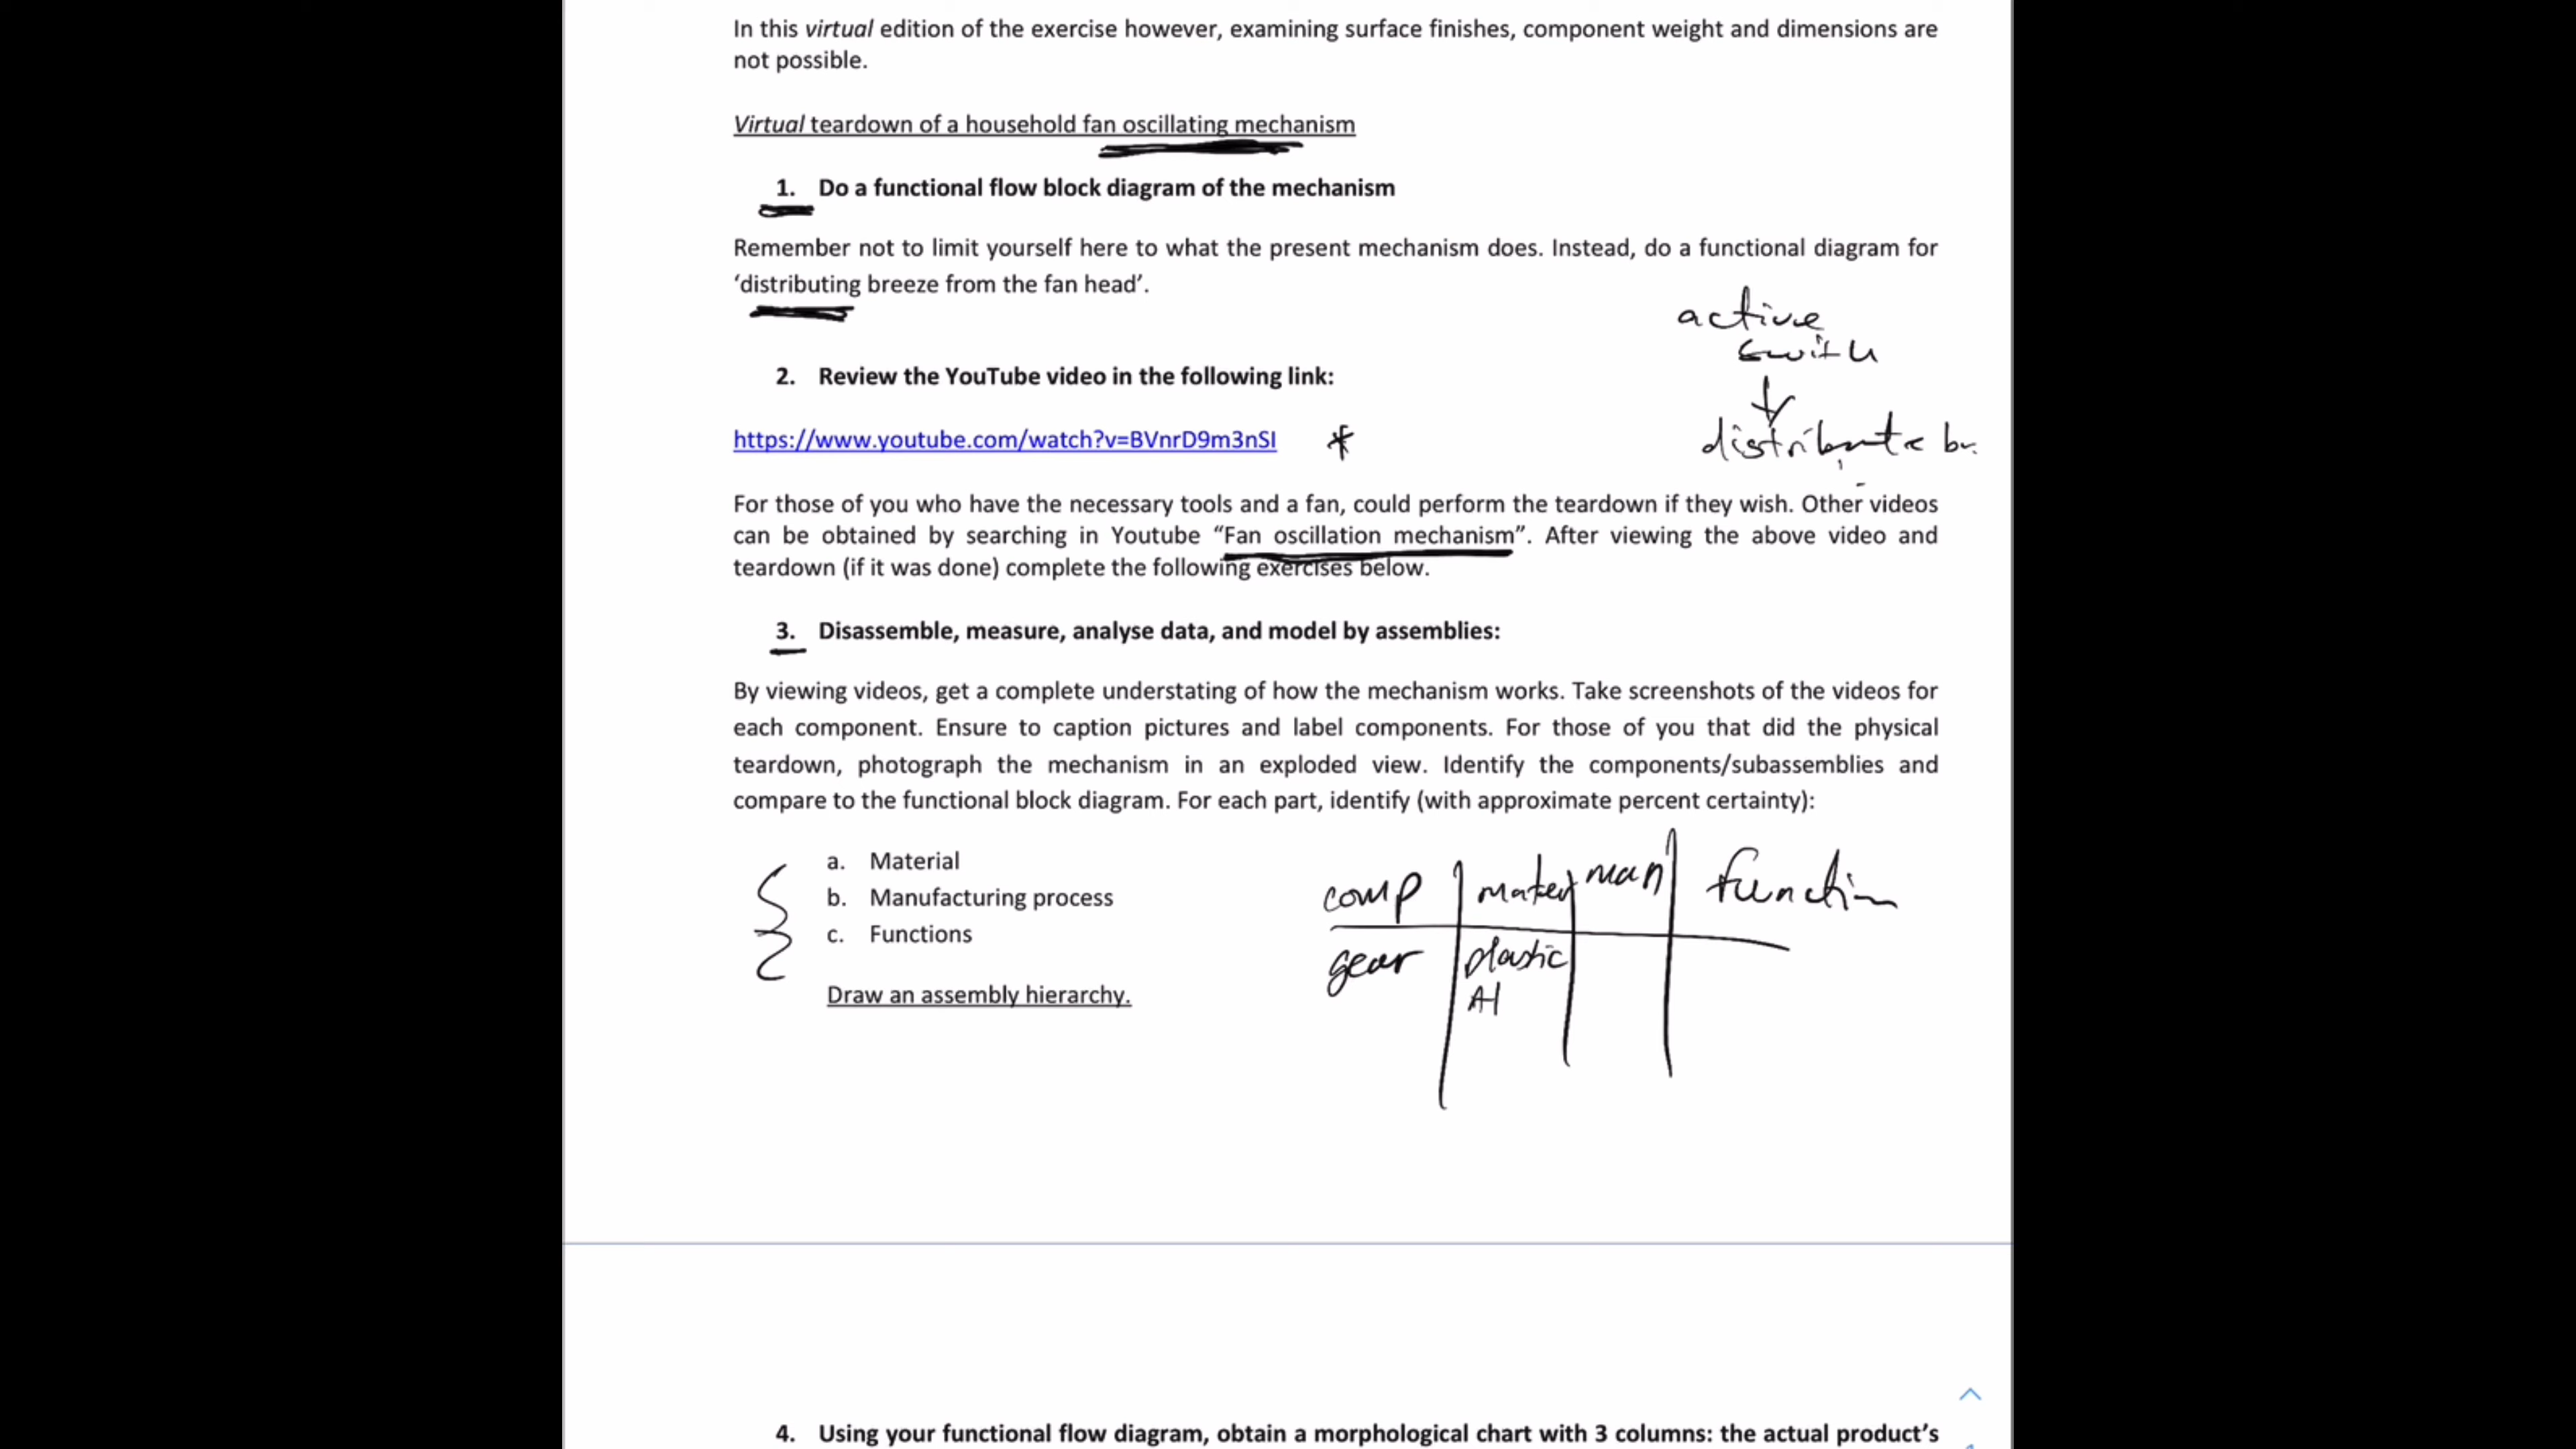 In this virtual edition of the exercise however, examining surface finishes, component weight and dimensions are
not possible.
Virtual teardown of a household fan oscillating mechanism
1. Do a functional flow block diagram of the mechanism
Remember not to limit yourself here to what the present mechanism does. Instead, do a functional diagram for
‘distributing breeze from the fan head’.
active
2. Review the YouTube video in the following link:
https://www.youtube.com/watch?v=BVnrD9m3nSI *
distribute br
For those of you who have the necessary tools and a fan, could perform the teardown if they wish. Other videos
can be obtained by searching in Youtube “Fan oscillation mechanism”. After viewing the above video and
teardown (if it was done) complete the following exercises below.
3. Disassemble, measure, analyse data, and model by assemblies:
By viewing videos, get a complete understating of how the mechanism works. Take screenshots of the videos for
each component. Ensure to caption pictures and label components. For those of you that did the physical
teardown, photograph the mechanism in an exploded view. Identify the components/subassemblies and
compare to the functional block diagram. For each part, identify (with approximate percent certainty):
a. Material
b. Manufacturing process
c. Functions
Draw an assembly hierarchy.
comp man function
gear plastic
Al
4. Using your functional flow diagram, obtain a morphological chart with 3 columns: the actual product’s